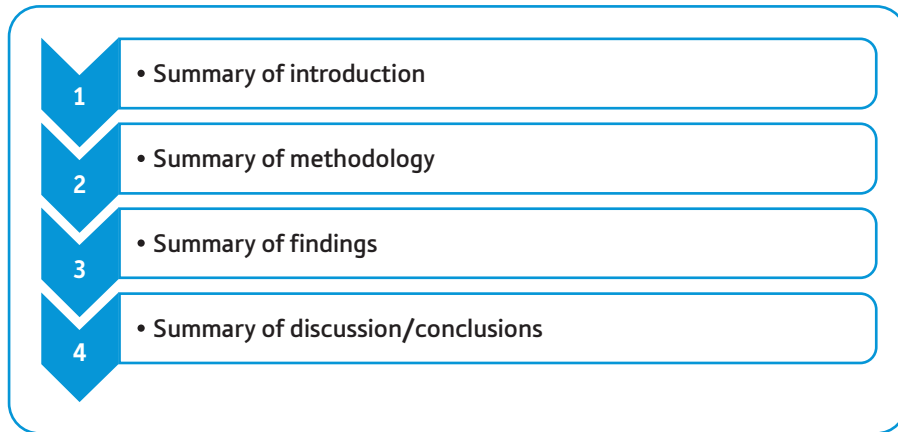 1
• Summary of introduction
2
• Summary of methodology
3
• Summary of findings
4
• Summary of discussion/conclusions